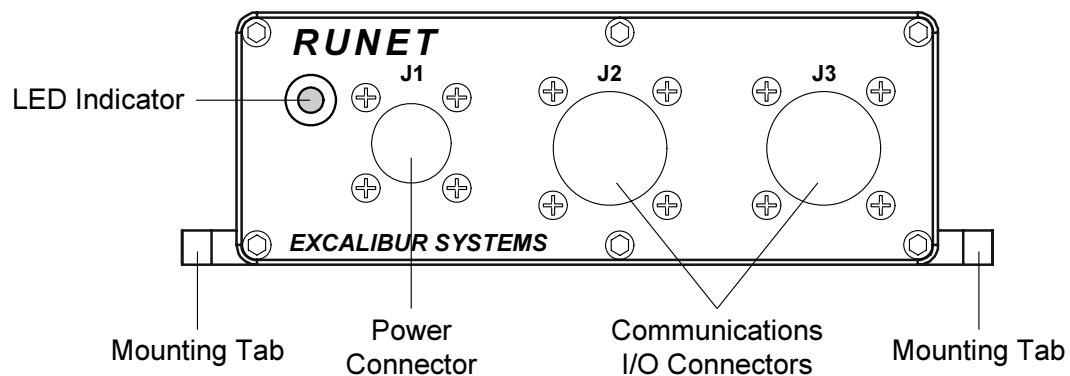 RUNET
J1
J2
J3
LED Indicator
EXCALIBUR SYSTEMS
Mounting Tab
Power
Connector
Communications
I/O Connectors
Mounting Tab